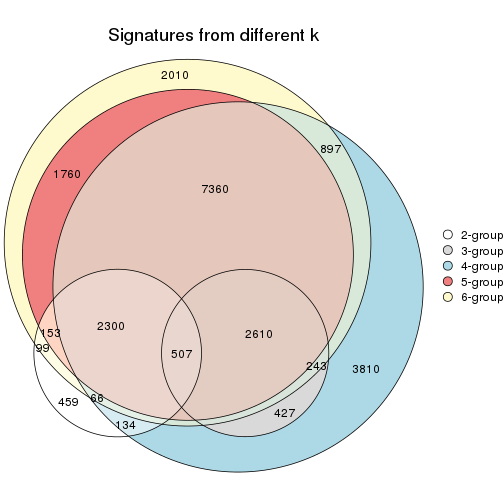 Signatures from different k
2010
897
1760
7360
2-group
3-group
4-group
5-group
6-group
153
2300
2610
99
507
243
3810
459
66
427
134